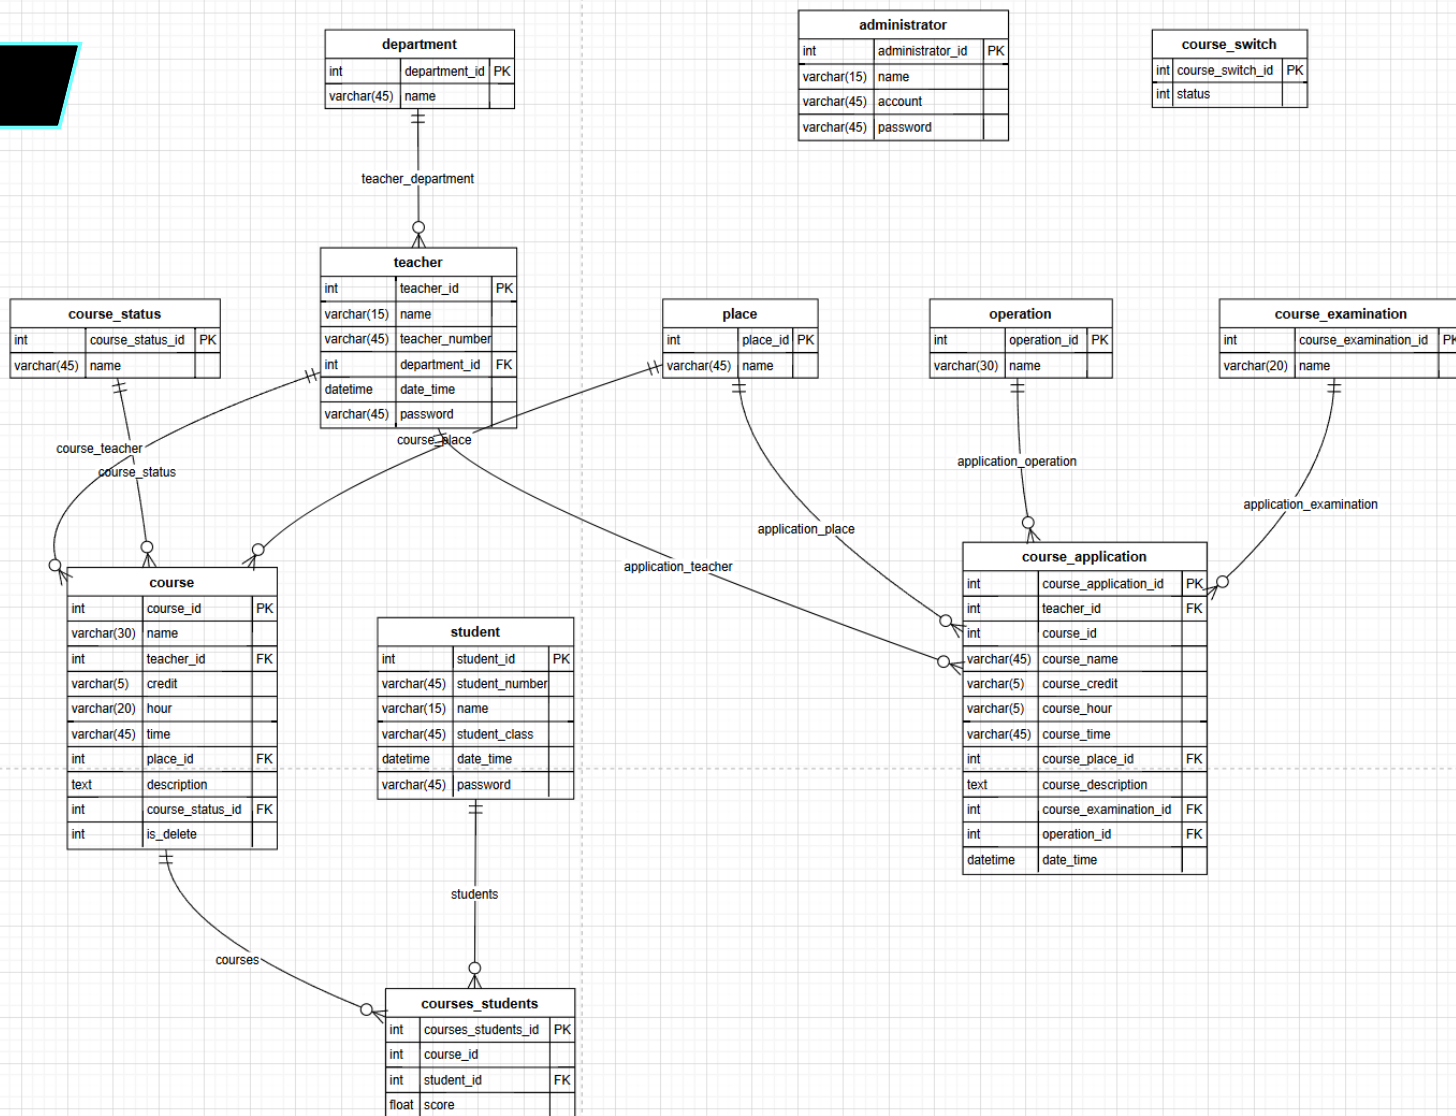 department
int department_id PK
varchar(45) name
teacher_department
administrator
int administrator_id PK
varchar(15) name
varchar(45) account
varchar(45) password
course_switch
int course_switch_id PK
int status
teacher
int teacher_id PK
varchar(15) name
varchar(45) teacher_number
int department_id FK
datetime date_time
varchar(45) password
course_status
int course_status_id PK
varchar(45) name
place
int place_id PK
varchar(45) name
operation
int operation_id PK
varchar(30) name
course_examination
int course_examination_id PK
varchar(20) name
course_teacher
course_status
course_place
application_teacher
application_place
application_operation
application_examination
course
int course_id PK
varchar(30) name
int teacher_id FK
varchar(5) credit
varchar(20) hour
varchar(45) time
int place_id FK
text description
int course_status_id FK
int is_delete
student
int student_id PK
varchar(45) student_number
varchar(15) name
varchar(45) student_class
datetime date_time
varchar(45) password
course_application
int course_application_id PK
int teacher_id FK
int course_id
varchar(45) course_name
varchar(5) course_credit
varchar(5) course_hour
varchar(45) course_time
int course_place_id FK
text course_description
int course_examination_id FK
int operation_id FK
datetime date_time
students
courses
courses_students
int courses_students_id PK
int course_id
int student_id FK
float score